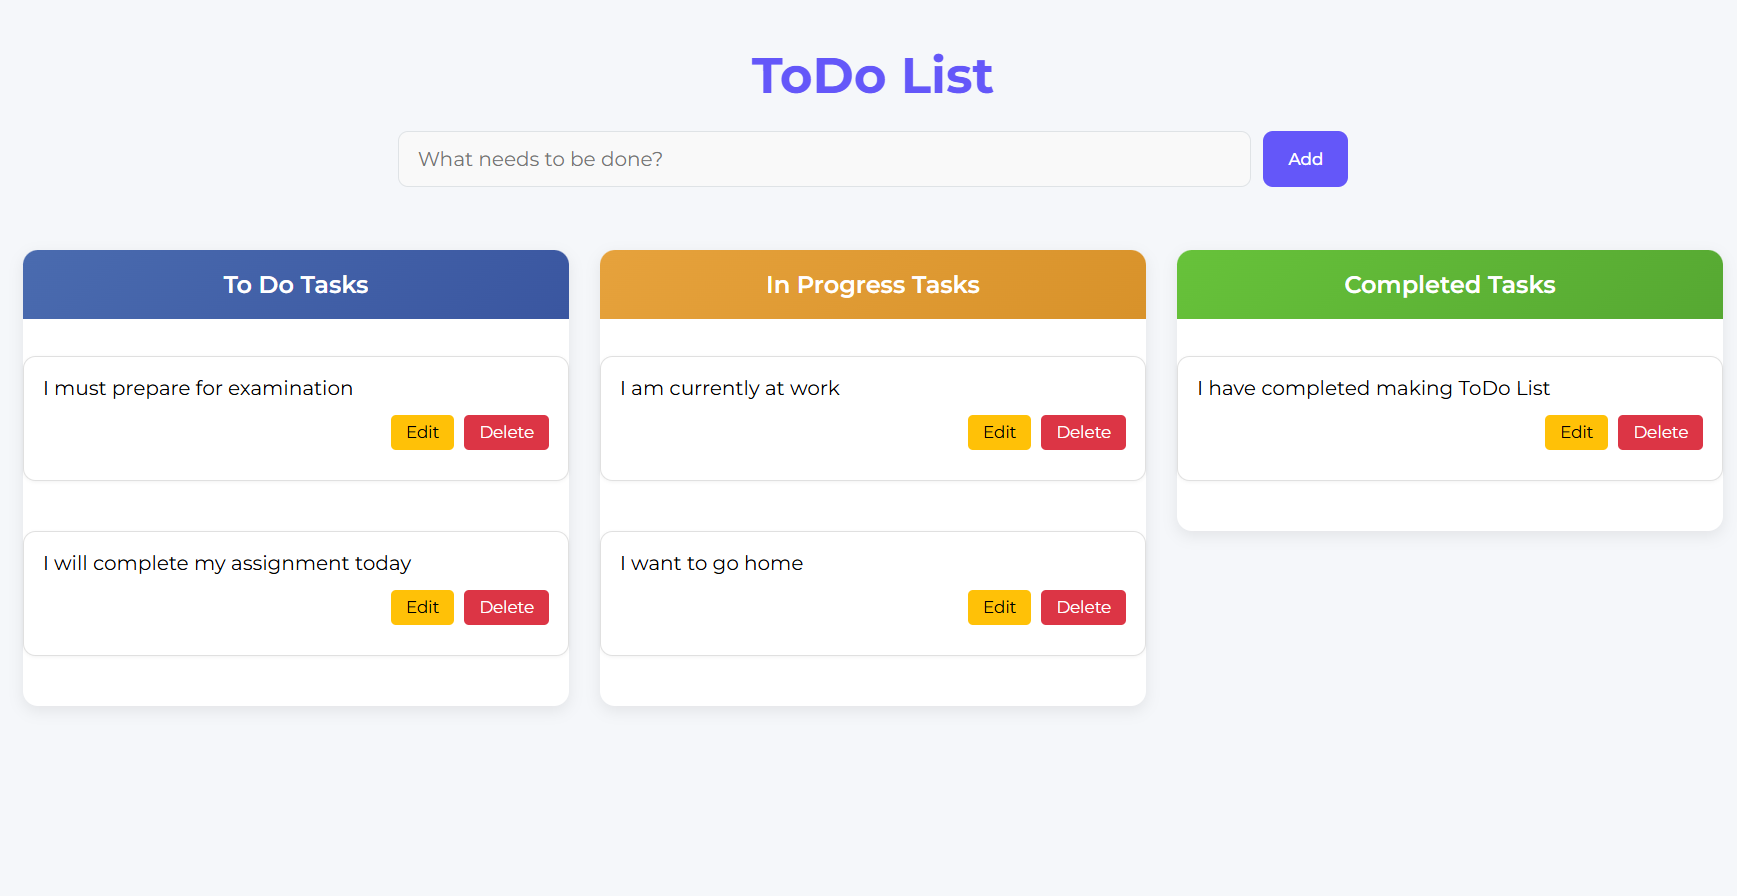 ToDo List
What needs to be done?
Add
To Do Tasks
I must prepare for examination
Edit Delete
I will complete my assignment today
Edit Delete
In Progress Tasks
I am currently at work
Edit Delete
I want to go home
Edit Delete
Completed Tasks
I have completed making ToDo List
Edit Delete